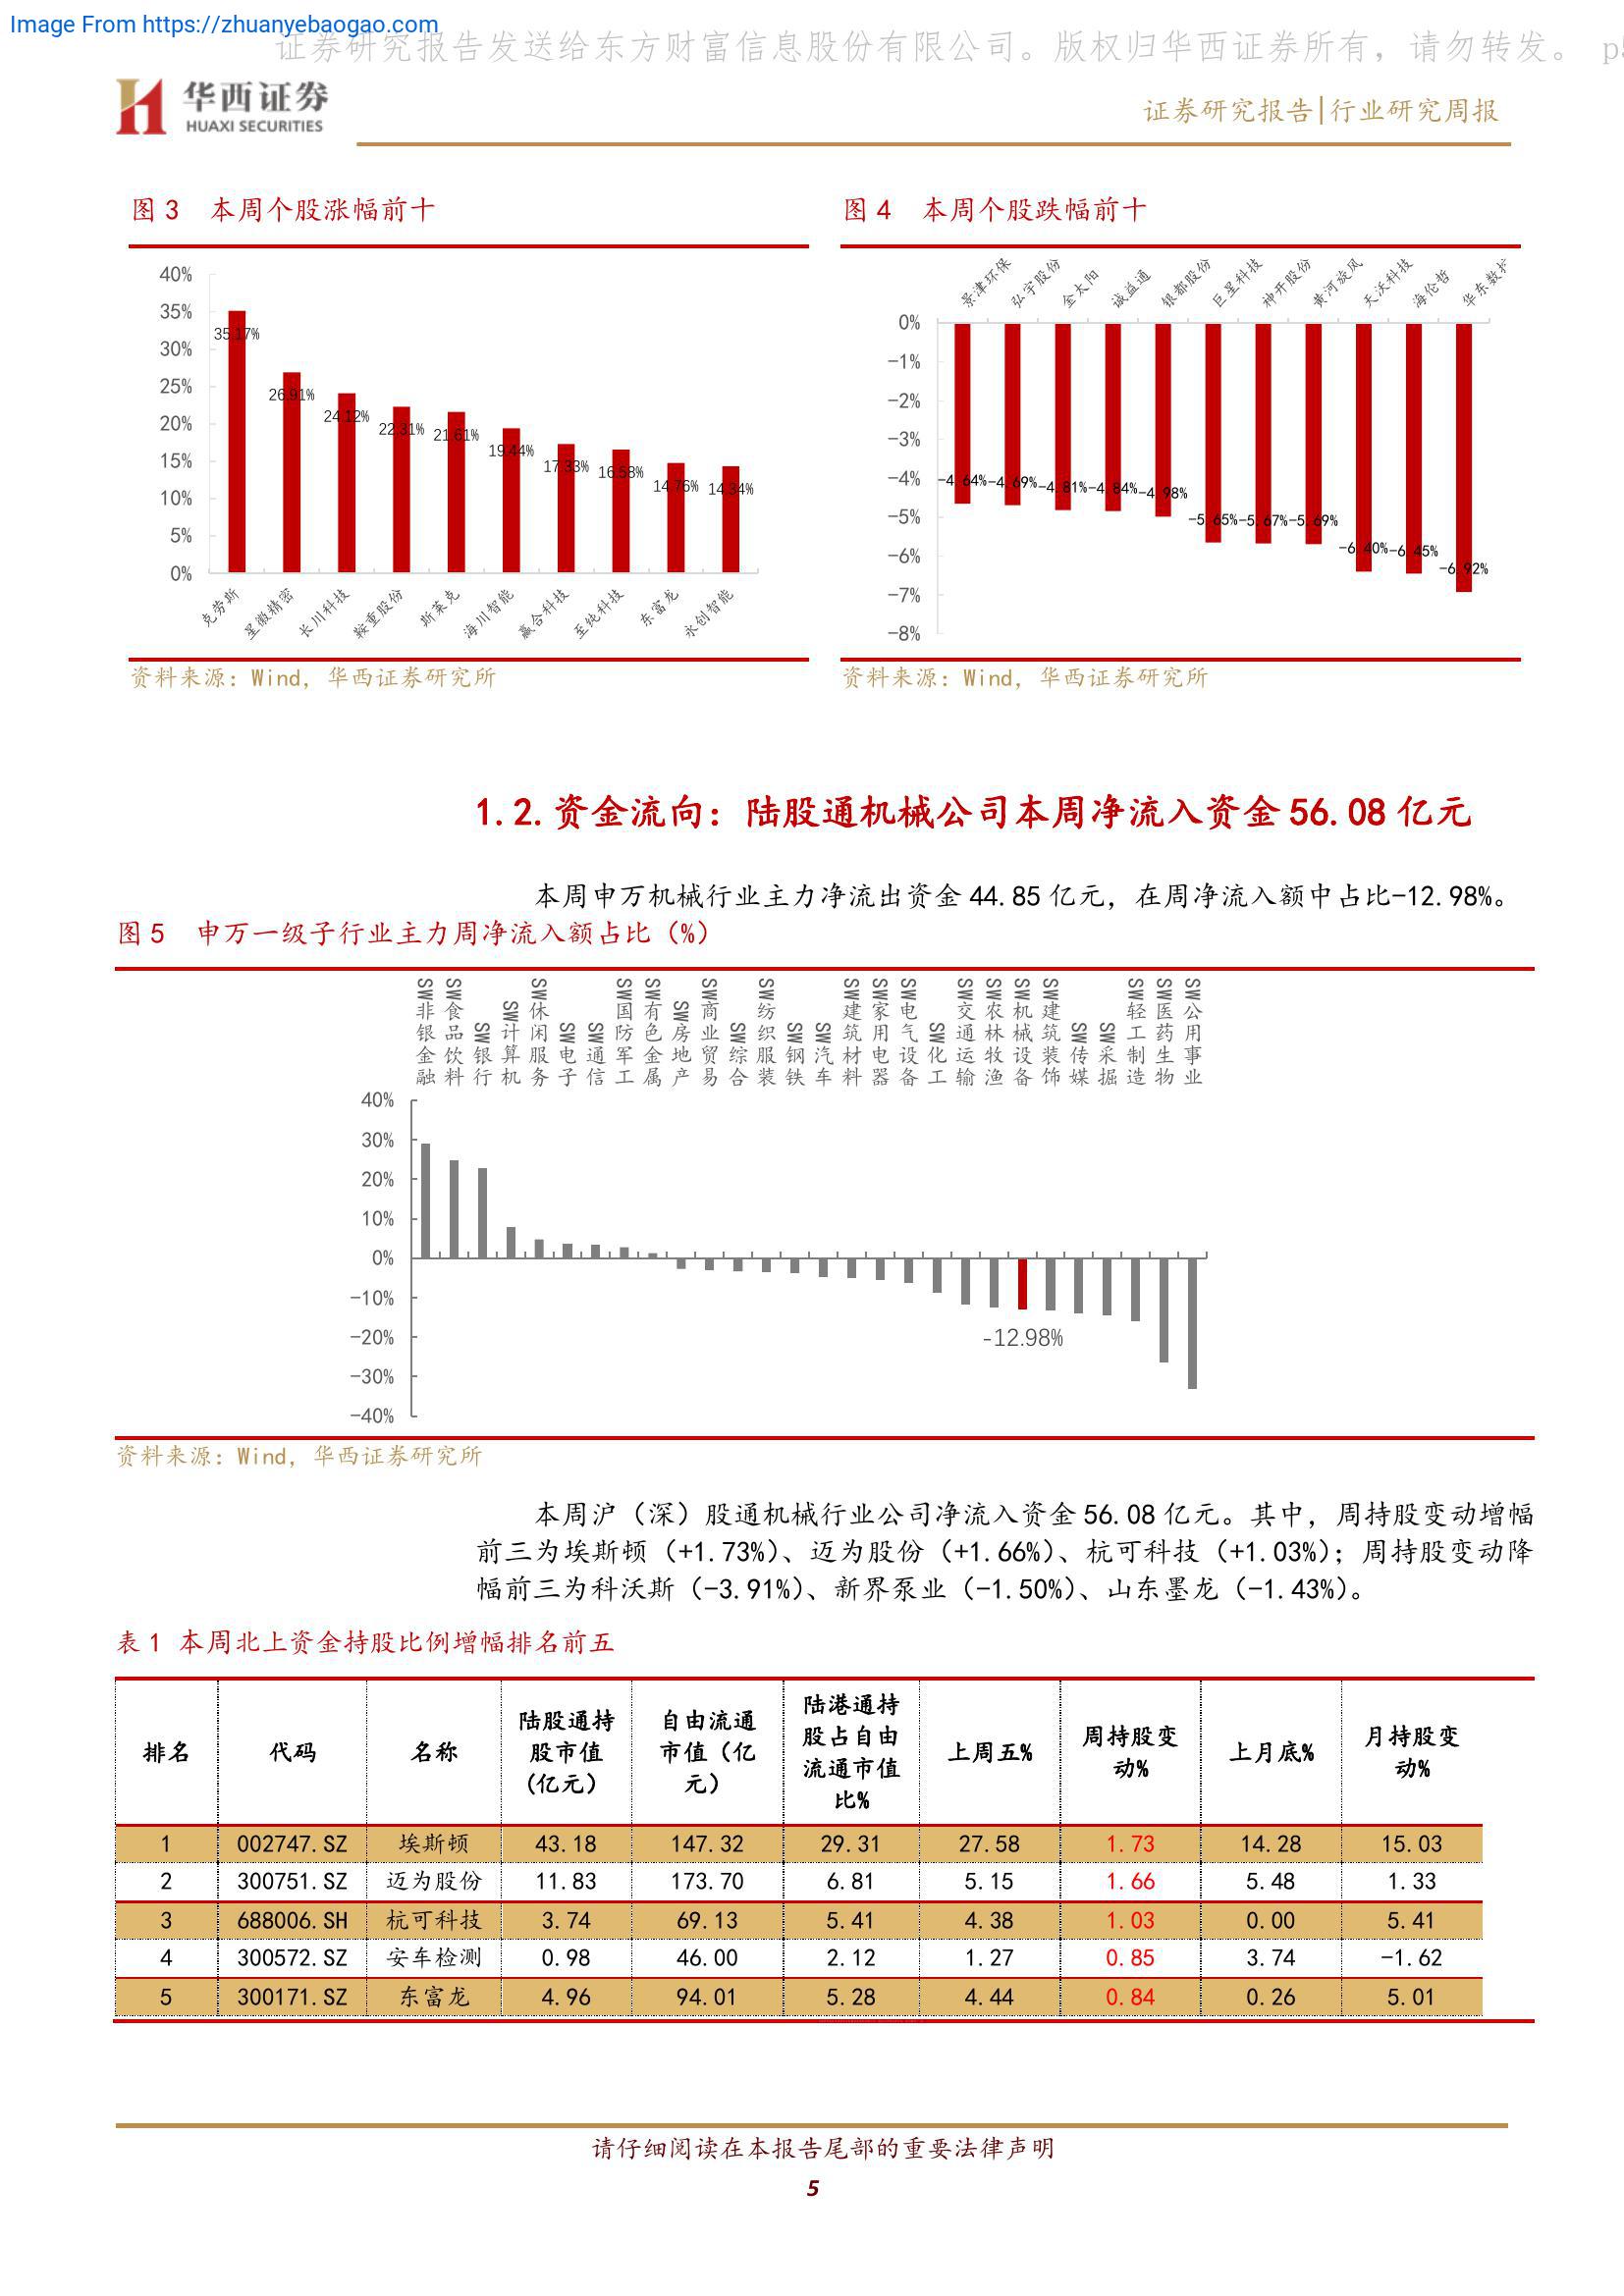 Image From https://zhuanyebaogao.com
证券研究报告发送给东方财富信息股份有限公司。版权归华西证券所有，请勿转发。 p
华西证券
HUAXI SECURITIES
证券研究报告|行业研究周报
图 3 本周个股涨幅前十
40%
35%
30%
25%
20%
15%
10%
5%
0%
35.17%
26.91%
24.12%
22.31%
21.61%
19.44%
17.33%
16.58%
14.76%
14.34%
克劳斯
星徽精密
长川科技
鞍重股份
斯莱克
海川智能
赢合科技
至纯科技
东富龙
永创智能
资料来源：Wind，华西证券研究所
图 4 本周个股跌幅前十
景津环保
弘宇股份
金太阳
诚益通
银都股份
巨星科技
神开股份
黄河旋风
天沃科技
海伦哲
华东数控
0%
-1%
-2%
-3%
-4%
-5%
-6%
-7%
-8%
-4.64%
-4.69%
-4.81%
-4.84%
-4.98%
-5.65%
-5.67%
-5.69%
-6.40%
-6.45%
-6.92%
资料来源：Wind，华西证券研究所
1.2.资金流向：陆股通机械公司本周净流入资金 56.08 亿元
本周申万机械行业主力净流出资金 44.85 亿元，在周净流入额中占比-12.98%。
图 5 申万一级子行业主力周净流入额占比（%）
SW非银金融
SW食品饮料
SW银行
SW计算机
SW休闲服务
SW电子
SW通信
SW国防军工
SW有色金属
SW房地产
SW商业贸易
SW综合
SW纺织服装
SW钢铁
SW汽车
SW建筑材料
SW家用电器
SW电气设备
SW化工
SW交通运输
SW农林牧渔
SW机械设备
SW建筑装饰
SW传媒
SW采掘
SW轻工制造
SW医药生物
SW公用事业
40%
30%
20%
10%
0%
-10%
-20%
-30%
-40%
-12.98%
资料来源：Wind，华西证券研究所
本周沪（深）股通机械行业公司净流入资金 56.08 亿元。其中，周持股变动增幅
前三为埃斯顿（+1.73%）、迈为股份（+1.66%）、杭可科技（+1.03%）；周持股变动降
幅前三为科沃斯（-3.91%）、新界泵业（-1.50%）、山东墨龙（-1.43%）。
表 1 本周北上资金持股比例增幅排名前五
排名 代码 名称 陆股通持股市值（亿元） 自由流通市值（亿元） 陆港通持股占自由流通市值比% 上周五% 周持股变动% 上月底% 月持股变动%
1 002747.SZ 埃斯顿 43.18 147.32 29.31 27.58 1.73 14.28 15.03
2 300751.SZ 迈为股份 11.83 173.70 6.81 5.15 1.66 5.48 1.33
3 688006.SH 杭可科技 3.74 69.13 5.41 4.38 1.03 0.00 5.41
4 300572.SZ 安车检测 0.98 46.00 2.12 1.27 0.85 3.74 -1.62
5 300171.SZ 东富龙 4.96 94.01 5.28 4.44 0.84 0.26 5.01
请仔细阅读在本报告尾部的重要法律声明
5